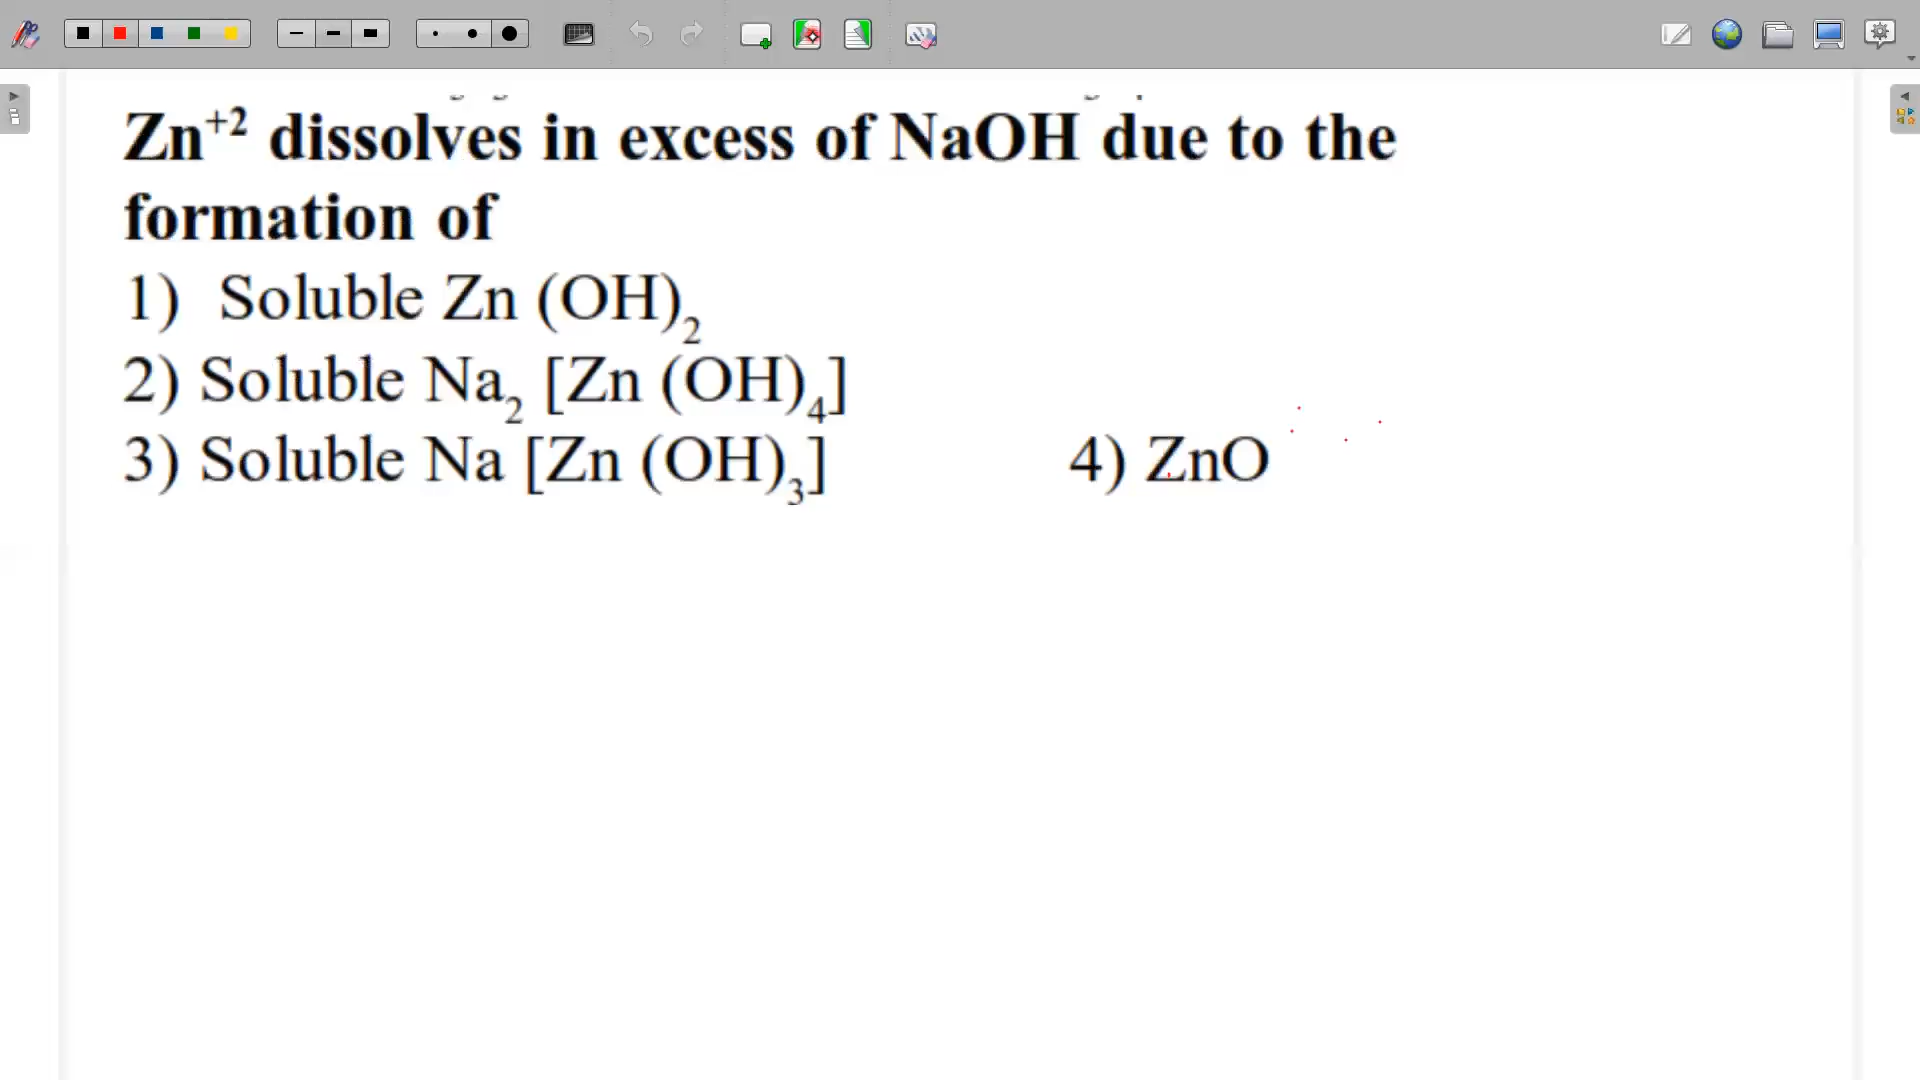 Zn⁺² dissolves in excess of NaOH due to the
formation of
1) Soluble Zn (OH)₂
2) Soluble Na₂ [Zn (OH)₄]
3) Soluble Na [Zn (OH)₃] 4) ZnO